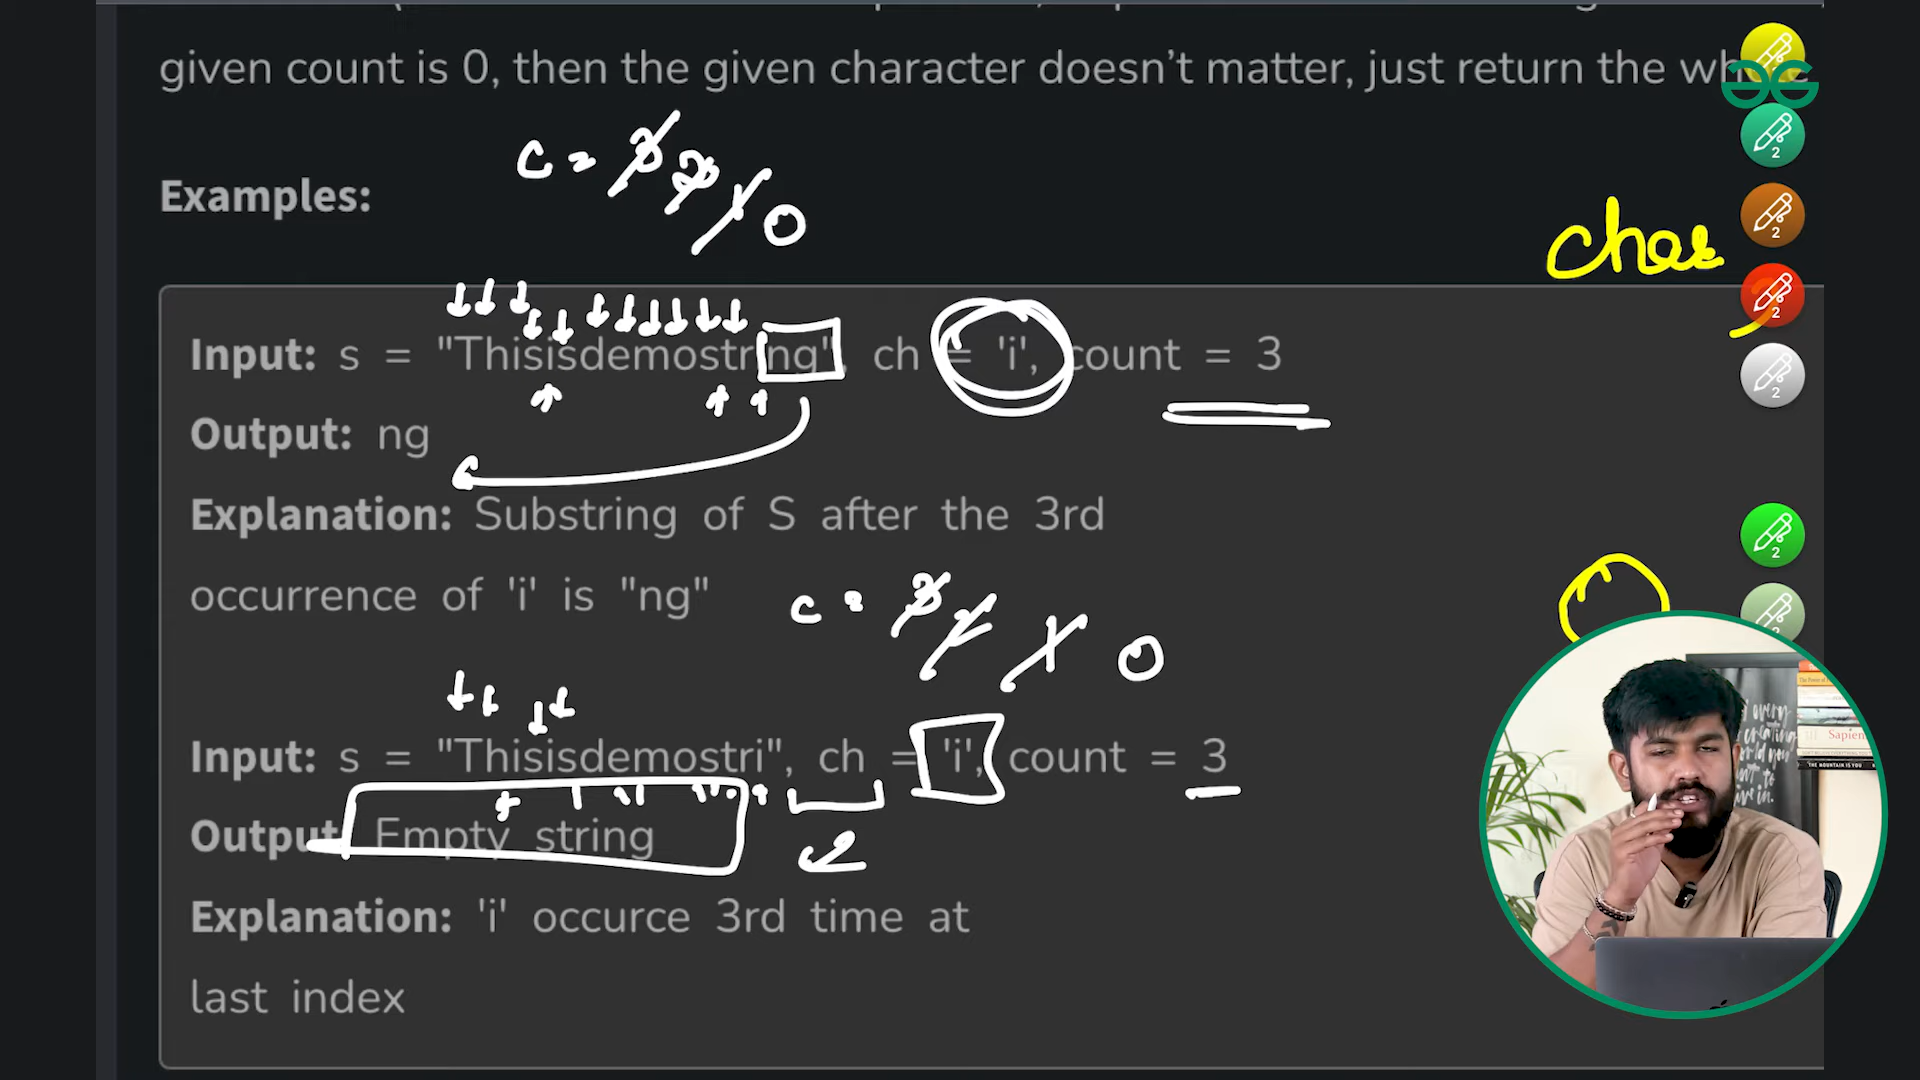 given count is 0, then the given character doesn't matter, just return the
c = 3 2 1 0
Examples:
char
Input: s = "Thisisdemostring", ch = 'i', count = 3
Output: ng
Explanation: Substring of S after the 3rd
occurrence of 'i' is "ng"
c = 3 2 1 0
Input: s = "Thisisdemostri", ch = 'i', count = 3
Output: Empty string
Explanation: 'i' occurce 3rd time at
last index